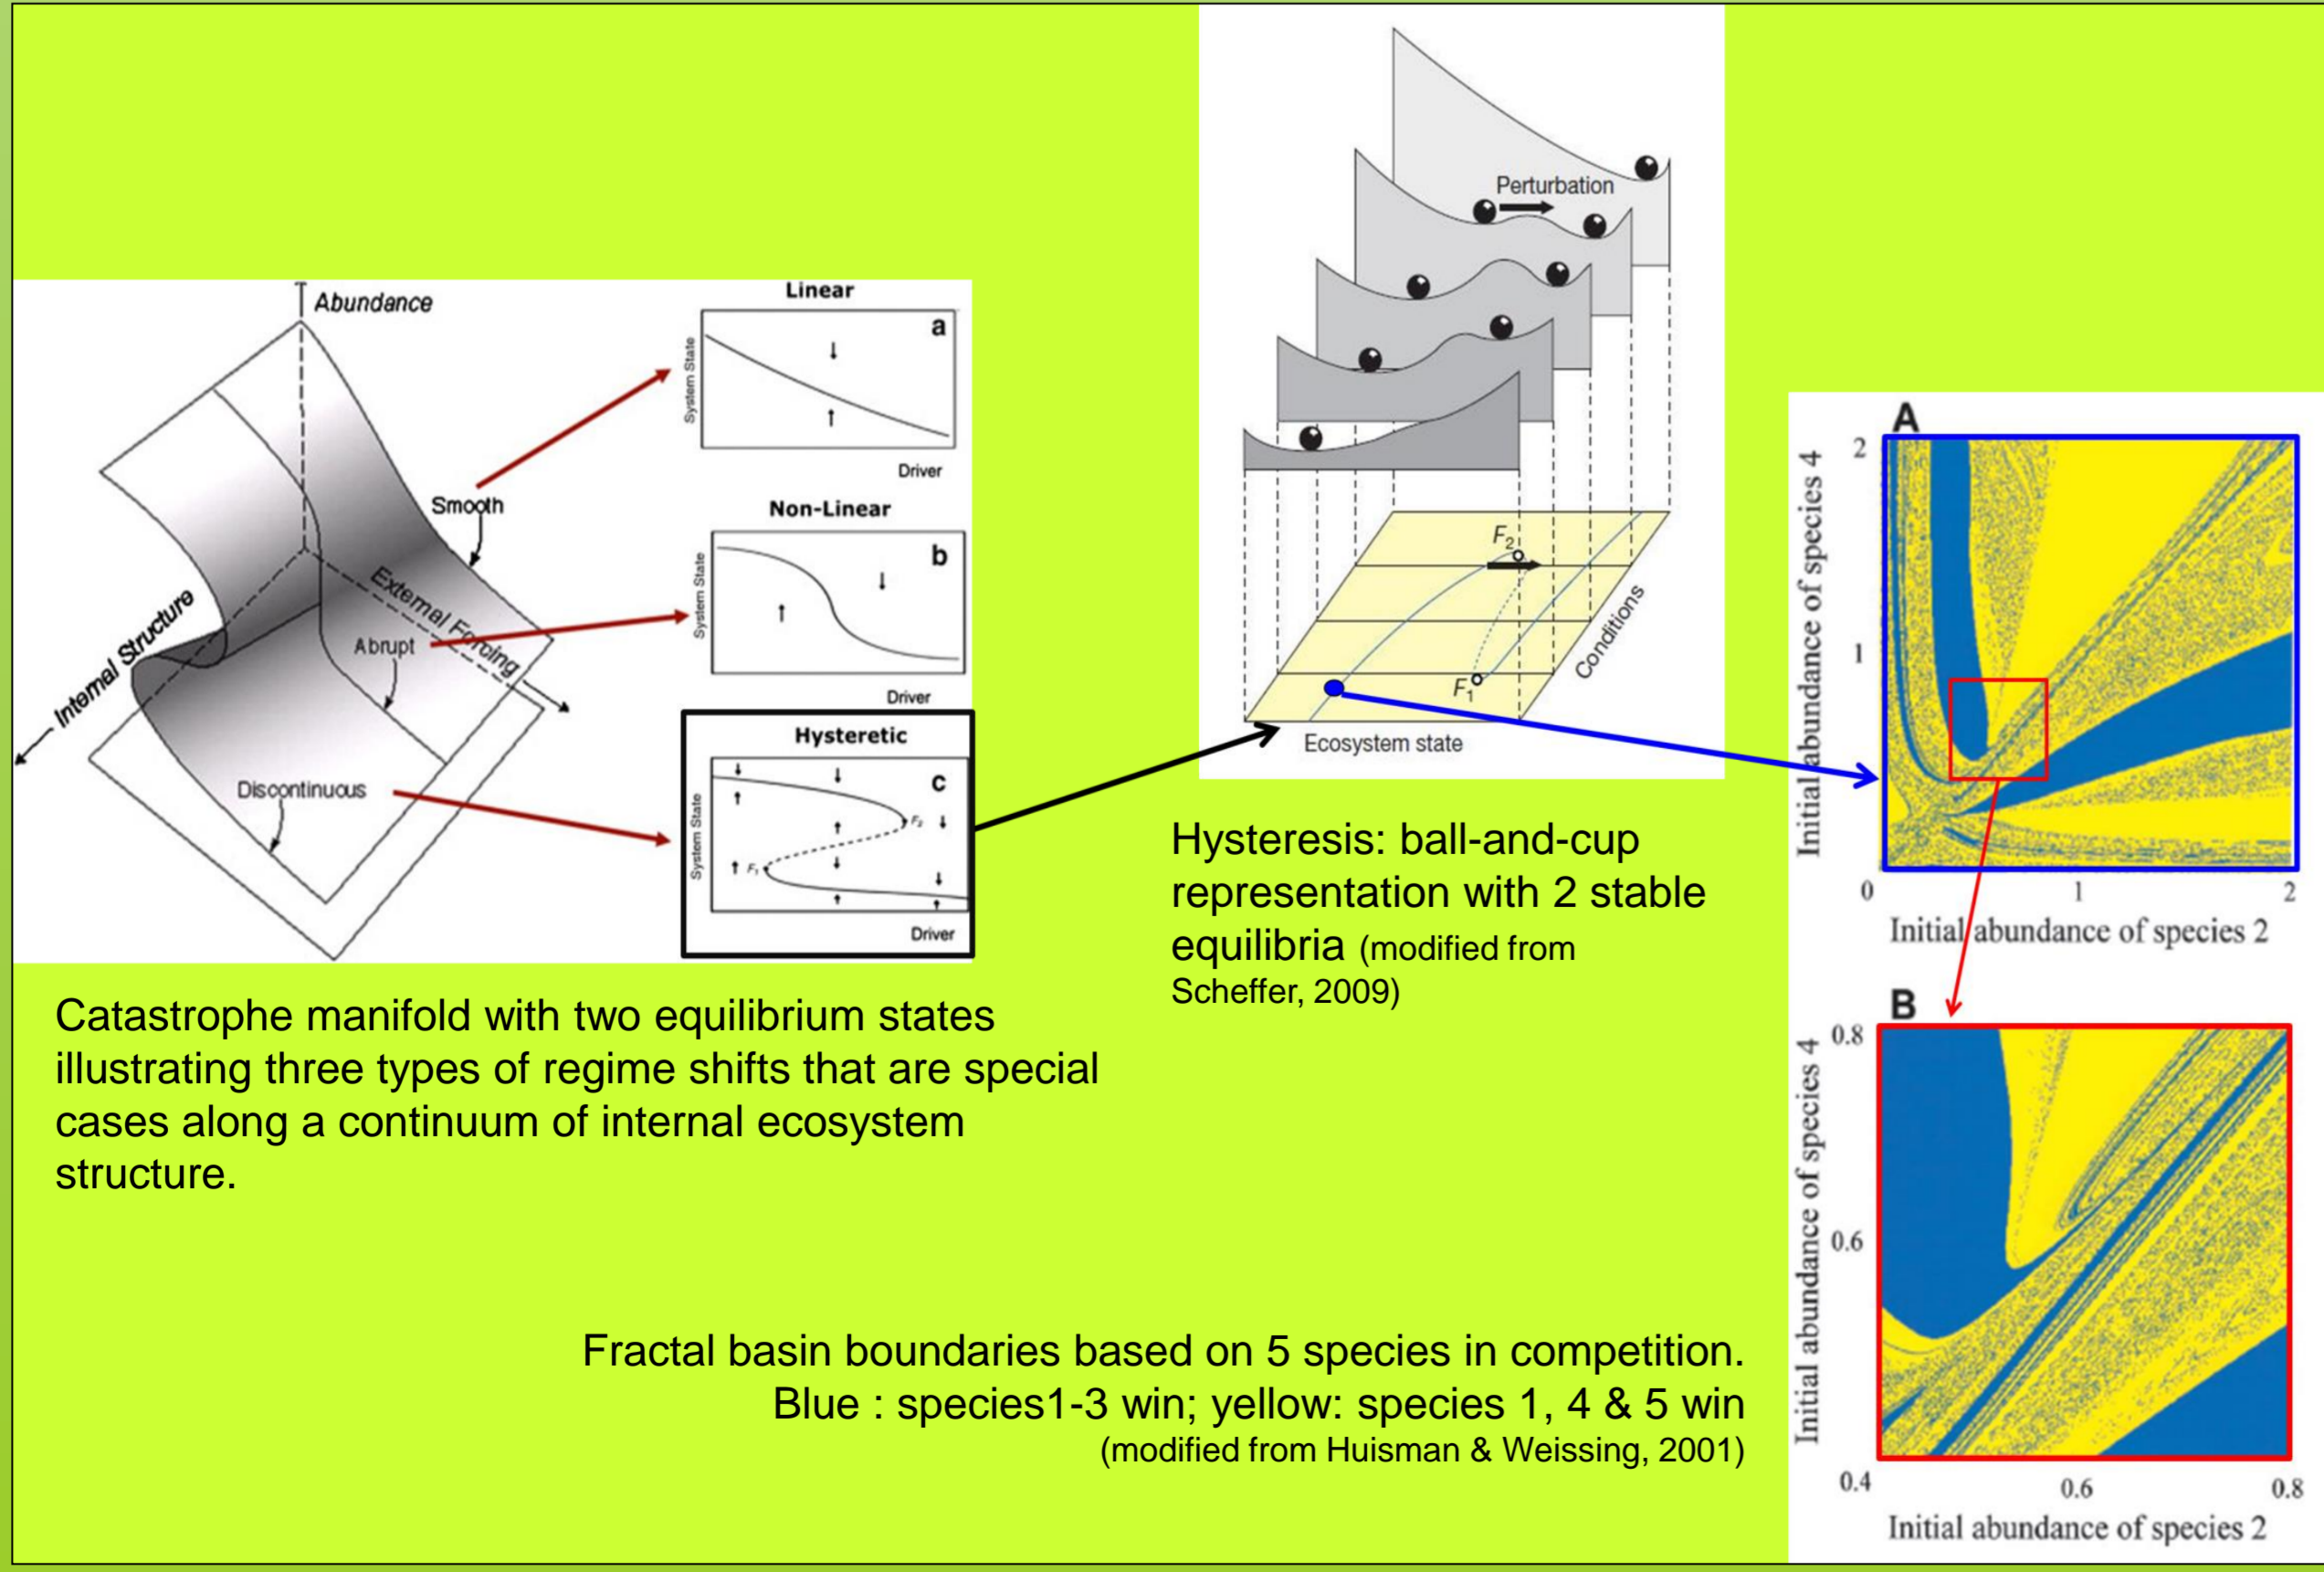 Abundance
Smooth
External Forcing
Internal Structure
Abrupt
Discontinuous
Linear
a
System State
Driver
Non-Linear
b
System State
Driver
Hysteretic
c
System State
F₂
F₁
Driver
Catastrophe manifold with two equilibrium states
illustrating three types of regime shifts that are special
cases along a continuum of internal ecosystem
structure.
Perturbation
F₂
F₁
Conditions
Ecosystem state
Hysteresis: ball-and-cup
representation with 2 stable
equilibria (modified from
Scheffer, 2009)
A
Initial abundance of species 4
2
1
0
1
2
Initial abundance of species 2
B
Initial abundance of species 4
0.8
0.6
0.4
0.6
0.8
Initial abundance of species 2
Fractal basin boundaries based on 5 species in competition.
Blue : species1-3 win; yellow: species 1, 4 & 5 win
(modified from Huisman & Weissing, 2001)